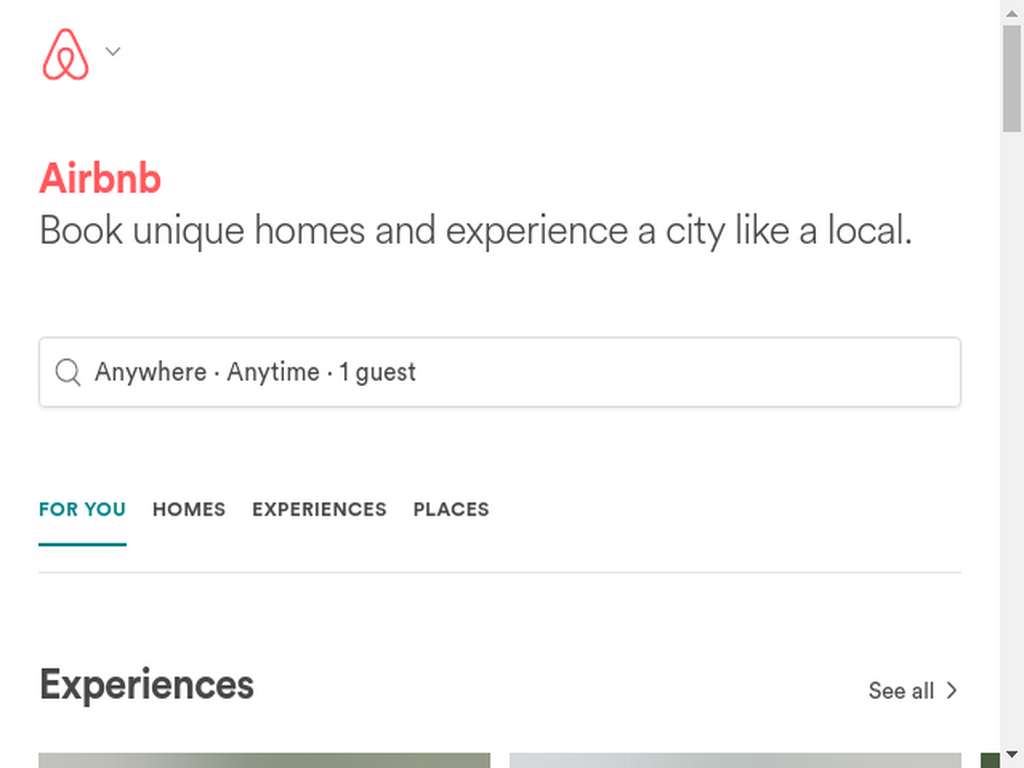 Airbnb
Book unique homes and experience a city like a local.
Anywhere · Anytime · 1 guest
FOR YOU HOMES EXPERIENCES PLACES
Experiences See all